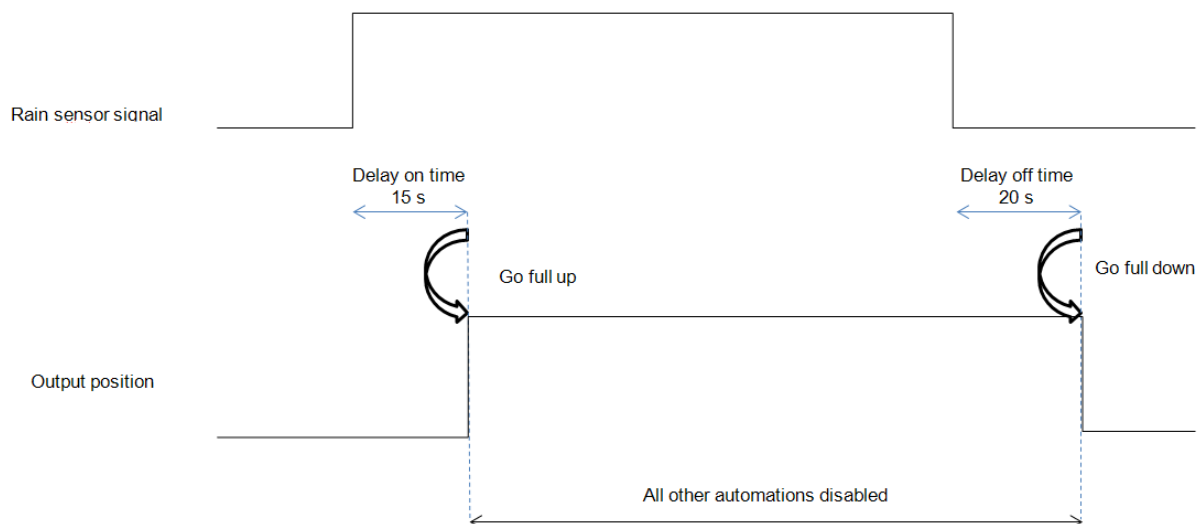 Rain sensor signal
Delay on time
15 s
Delay off time
20 s
Go full up
Go full down
Output position
All other automations disabled